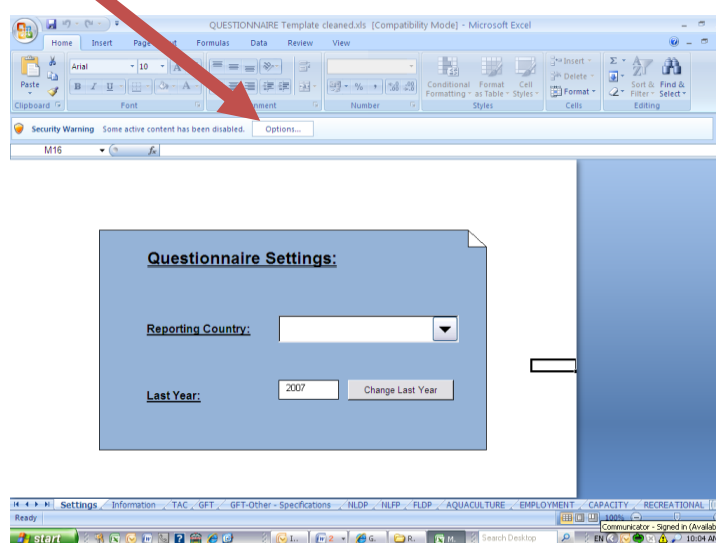 QUESTIONNAIRE Template cleaned.xls [Compatibility Mode] - Microsoft Excel
Home Insert Page Formulas Data Review View
Paste
Arial 10
B I U
Conditional Formatting
Format as Table
Cell Styles
Insert
Delete
Format
Sort & Filter
Find & Select
Clipboard Font Number Styles Cells Editing
Security Warning Some active content has been disabled. Options...
M16 fx
Questionnaire Settings:
Reporting Country:
Last Year: 2007 Change Last Year
Settings Information TAC GFT GFT-Other - Specifications NLDP NLFP FLDP AQUACULTURE EMPLOYMENT CAPACITY RECREATIONAL
Ready 100%
Communicator - Signed in (Availab
start I... 2 G. R. M. Search Desktop EN 10:04 AM